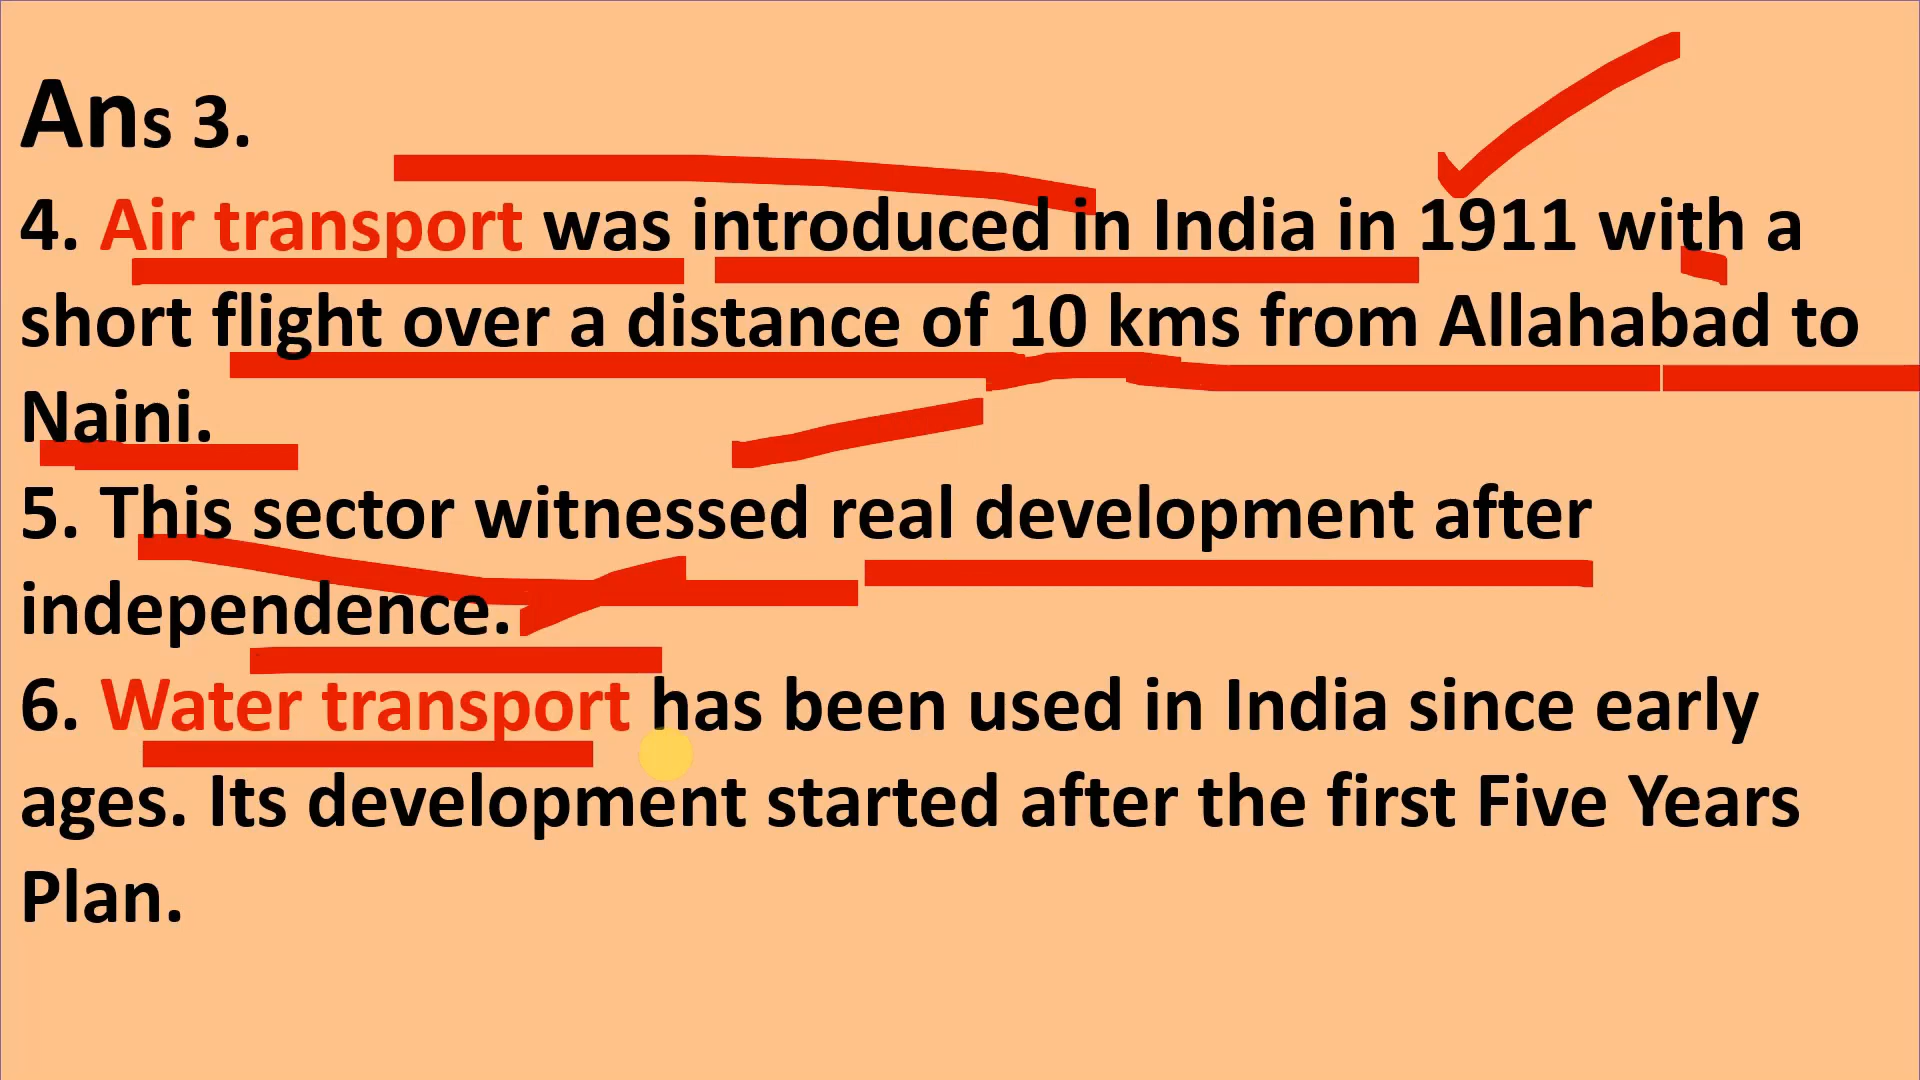 Ans 3.
4. Air transport was introduced in India in 1911 with a
short flight over a distance of 10 kms from Allahabad to
Naini.
5. This sector witnessed real development after
independence.
6. Water transport has been used in India since early
ages. Its development started after the first Five Years
Plan.